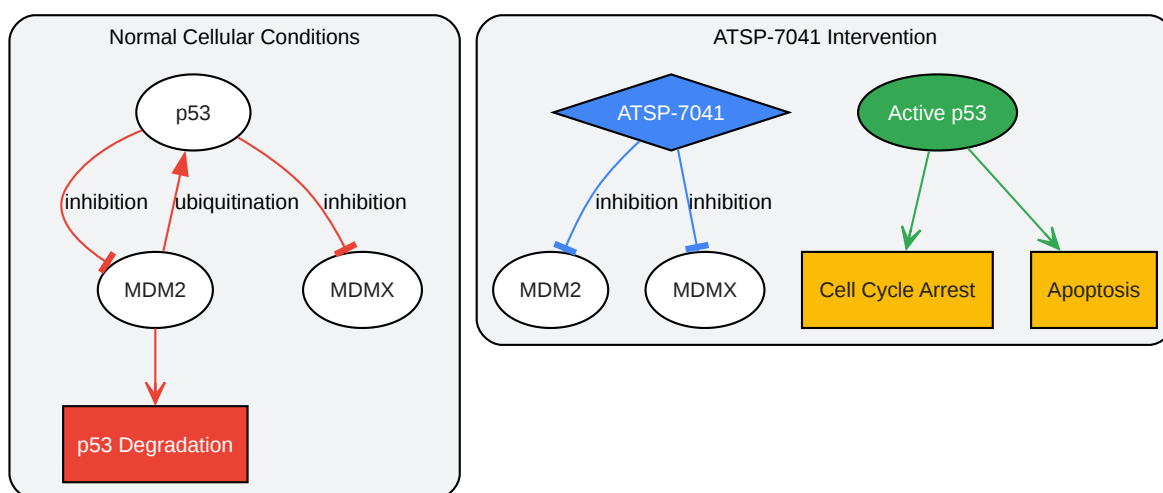 Normal Cellular Conditions
p53
inhibition
ubiquitination
inhibition
MDM2
MDMX
p53 Degradation
ATSP-7041 Intervention
ATSP-7041
Active p53
inhibition
inhibition
MDM2
MDMX
Cell Cycle Arrest
Apoptosis